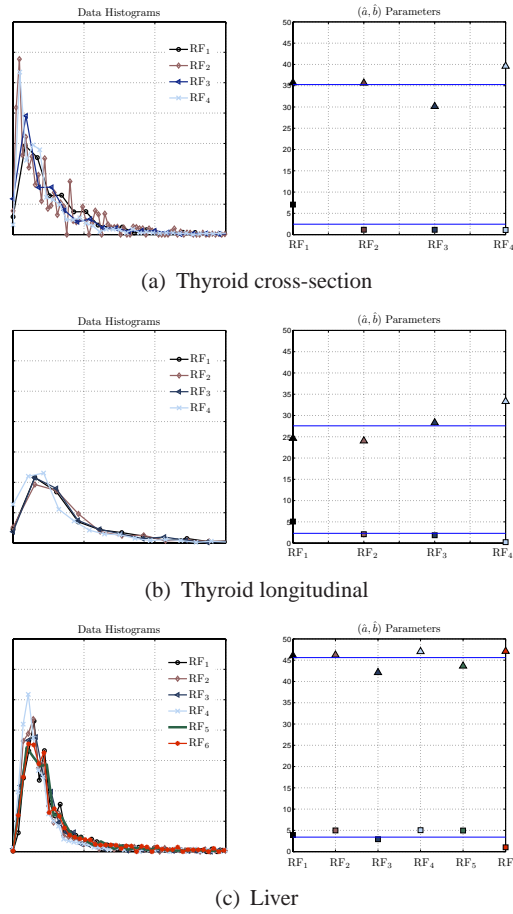 Data Histograms
RF1
RF2
RF3
RF4
(â, b̂) Parameters
50
45
40
35
30
25
20
15
10
5
0
RF1 RF2 RF3 RF4
(a) Thyroid cross-section
Data Histograms
RF1
RF2
RF3
RF4
(â, b̂) Parameters
50
45
40
35
30
25
20
15
10
5
0
RF1 RF2 RF3 RF4
(b) Thyroid longitudinal
Data Histograms
RF1
RF2
RF3
RF4
RF5
RF6
(â, b̂) Parameters
50
45
40
35
30
25
20
15
10
5
0
RF1 RF2 RF3 RF4 RF5 RF
(c) Liver